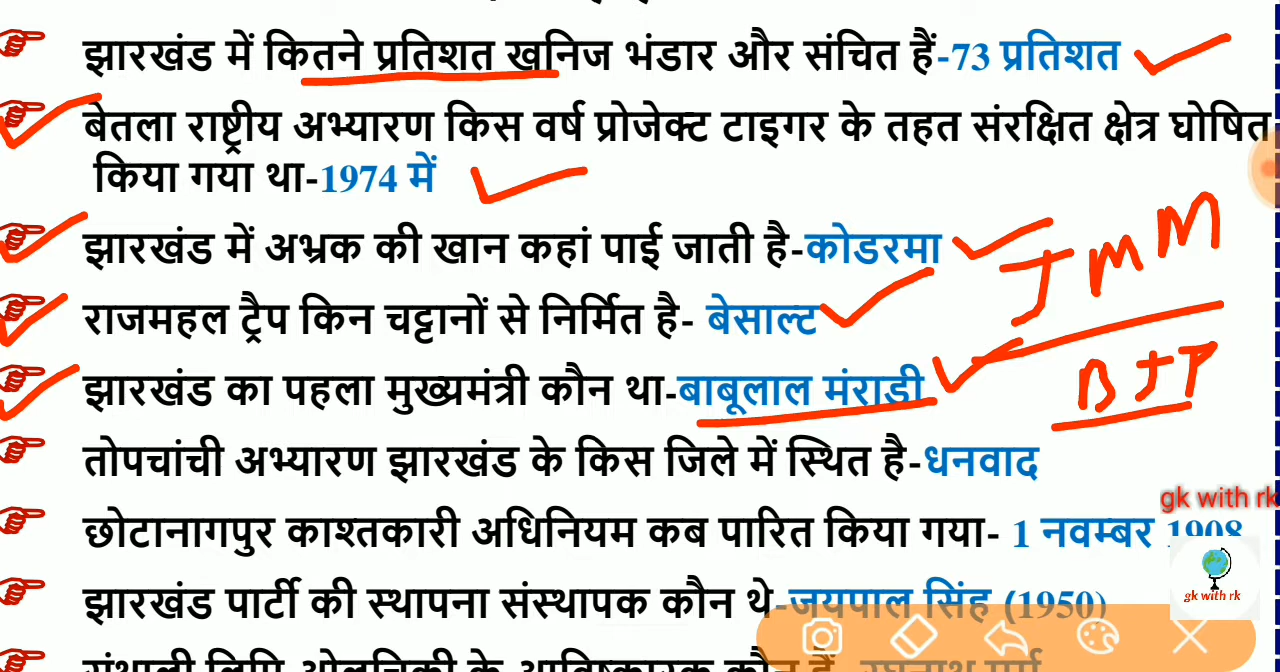 झारखंड में कितने प्रतिशत खनिज भंडार और संचित हैं-73 प्रतिशत
बेतला राष्ट्रीय अभ्यारण किस वर्ष प्रोजेक्ट टाइगर के तहत संरक्षित क्षेत्र घोषित
किया गया था-1974 में
झारखंड में अभ्रक की खान कहां पाई जाती है-कोडरमा
JMM
राजमहल ट्रैप किन चट्टानों से निर्मित है- बेसाल्ट
झारखंड का पहला मुख्यमंत्री कौन था-बाबूलाल मंराडी
BJP
तोपचांची अभ्यारण झारखंड के किस जिले में स्थित है-धनवाद
gk with rk
छोटानागपुर काश्तकारी अधिनियम कब पारित किया गया- 1 नवम्बर 1908
gk with rk
झारखंड पार्टी की स्थापना संस्थापक कौन थे-जयपाल सिंह (1950)